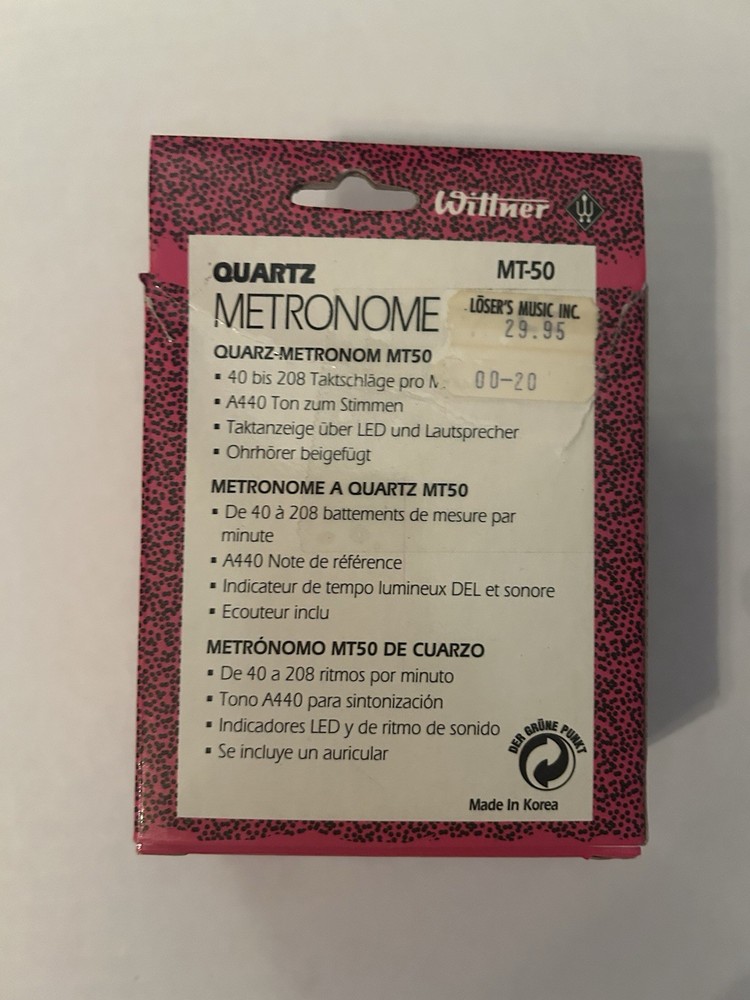 Wittner
QUARTZ
MT-50
METRONOME
LÖSER'S MUSIC INC.
29.95
00-20
QUARZ-METRONOM MT50
▪ 40 bis 208 Taktschläge pro
▪ A440 Ton zum Stimmen
▪ Taktanzeige über LED und Lautsprecher
▪ Ohrhörer beigefügt
METRONOME A QUARTZ MT50
▪ De 40 à 208 battements de mesure par
minute
▪ A440 Note de référence
▪ Indicateur de tempo lumineux DEL et sonore
▪ Ecouteur inclu
METRÓNOMO MT50 DE CUARZO
▪ De 40 a 208 ritmos por minuto
▪ Tono A440 para sintonización
▪ Indicadores LED y de ritmo de sonido
▪ Se incluye un auricular
DER GRÜNE PUNKT
Made In Korea